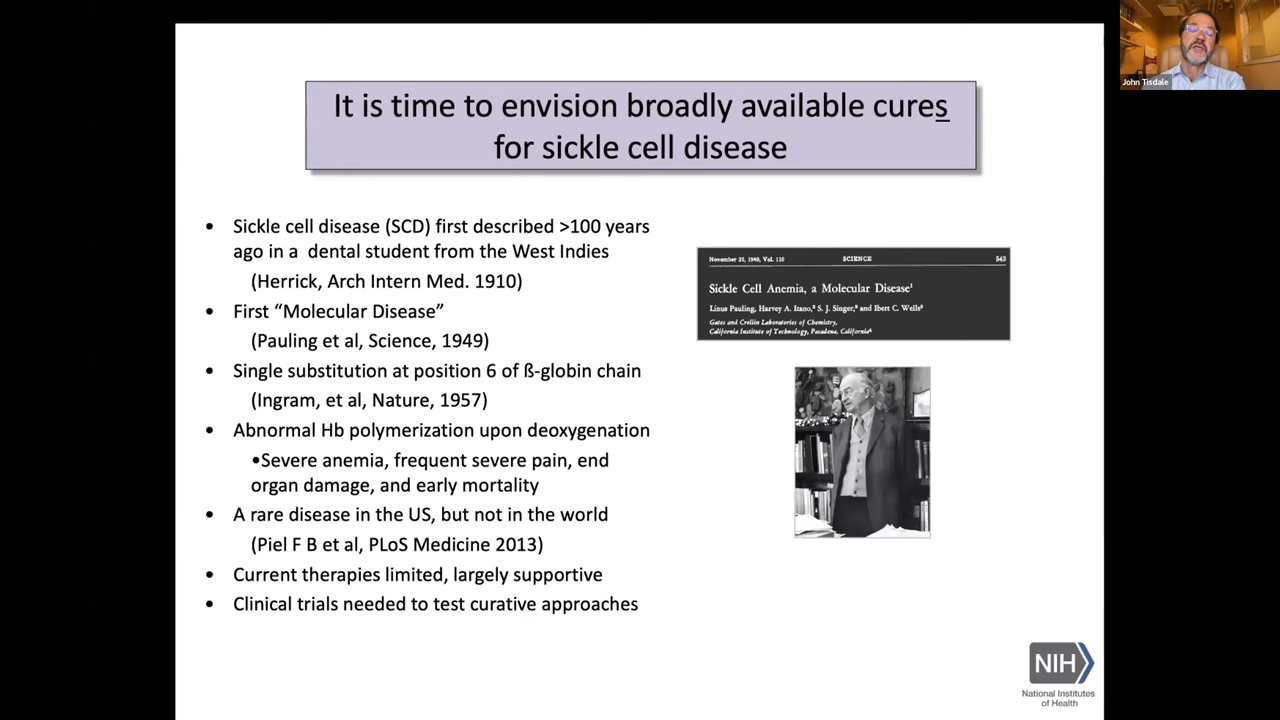 It is time to envision broadly available cures
for sickle cell disease
• Sickle cell disease (SCD) first described >100 years
ago in a dental student from the West Indies
(Herrick, Arch Intern Med. 1910)
• First “Molecular Disease”
(Pauling et al, Science, 1949)
• Single substitution at position 6 of ß-globin chain
(Ingram, et al, Nature, 1957)
• Abnormal Hb polymerization upon deoxygenation
•Severe anemia, frequent severe pain, end
organ damage, and early mortality
• A rare disease in the US, but not in the world
(Piel F B et al, PLoS Medicine 2013)
• Current therapies limited, largely supportive
• Clinical trials needed to test curative approaches
November 25, 1949, Vol. 110 SCIENCE 543
Sickle Cell Anemia, a Molecular Disease¹
Linus Pauling, Harvey A. Itano,² S. J. Singer,² and Ibert C. Wells³
Gates and Crellin Laboratories of Chemistry,
California Institute of Technology, Pasadena, California⁴
NIH
National Institutes
of Health
John Tisdale